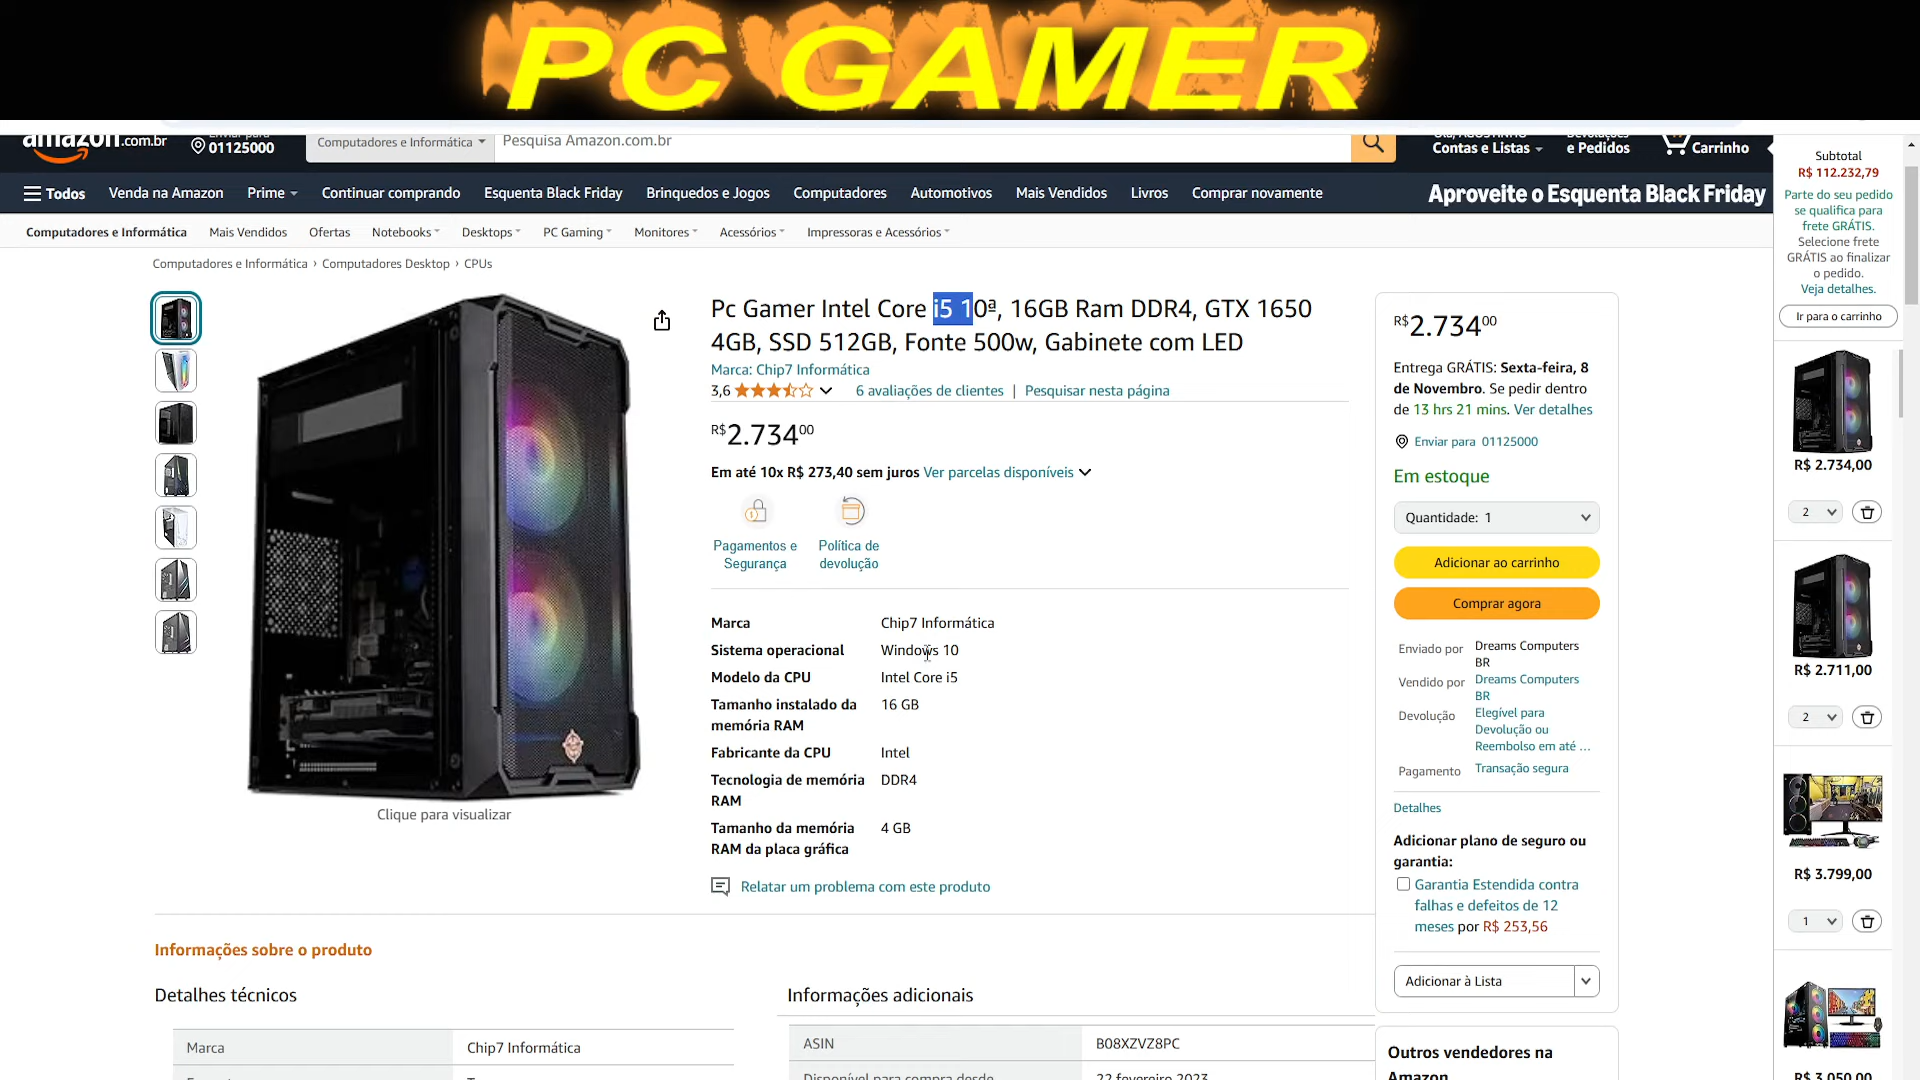 PC GAMER
amazon.com.br
Enviar para
01125000
Computadores e Informática
Pesquisa Amazon.com.br
Olá, AGOSTINHO
Contas e Listas
Devoluções
e Pedidos
Carrinho
Todos
Venda na Amazon
Prime
Continuar comprando
Esquenta Black Friday
Brinquedos e Jogos
Computadores
Automotivos
Mais Vendidos
Livros
Comprar novamente
Aproveite o Esquenta Black Friday
Computadores e Informática
Mais Vendidos
Ofertas
Notebooks
Desktops
PC Gaming
Monitores
Acessórios
Impressoras e Acessórios
Computadores e Informática › Computadores Desktop › CPUs
Clique para visualizar
Pc Gamer Intel Core i5 10ª, 16GB Ram DDR4, GTX 1650
4GB, SSD 512GB, Fonte 500w, Gabinete com LED
Marca: Chip7 Informática
3,6
6 avaliações de clientes | Pesquisar nesta página
R$2.73400
Em até 10x R$ 273,40 sem juros Ver parcelas disponíveis
Pagamentos e
Segurança
Política de
devolução
Marca Chip7 Informática
Sistema operacional Windows 10
Modelo da CPU Intel Core i5
Tamanho instalado da 16 GB
memória RAM
Fabricante da CPU Intel
Tecnologia de memória DDR4
RAM
Tamanho da memória 4 GB
RAM da placa gráfica
Relatar um problema com este produto
R$2.73400
Entrega GRÁTIS: Sexta-feira, 8
de Novembro. Se pedir dentro
de 13 hrs 21 mins. Ver detalhes
Enviar para 01125000
Em estoque
Quantidade: 1
Adicionar ao carrinho
Comprar agora
Enviado por Dreams Computers
BR
Vendido por Dreams Computers
BR
Devolução Elegível para
Devolução ou
Reembolso em até ...
Pagamento Transação segura
Detalhes
Adicionar plano de seguro ou
garantia:
Garantia Estendida contra
falhas e defeitos de 12
meses por R$ 253,56
Adicionar à Lista
Outros vendedores na
Amazon
Subtotal
R$ 112.232,79
Parte do seu pedido
se qualifica para
frete GRÁTIS.
Selecione frete
GRÁTIS ao finalizar
o pedido.
Veja detalhes.
Ir para o carrinho
R$ 2.734,00
2
R$ 2.711,00
2
R$ 3.799,00
1
R$ 3.050,00
Informações sobre o produto
Detalhes técnicos
Marca Chip7 Informática
Informações adicionais
ASIN B08XZVZ8PC
Disponível para compra desde 22 fevereiro 2023